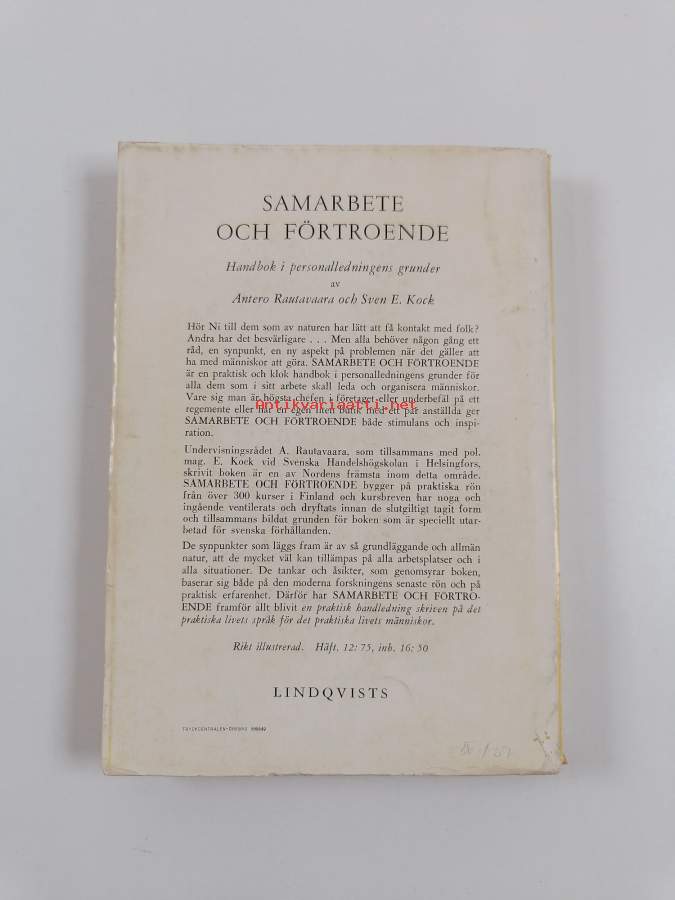 SAMARBETE
OCH FÖRTROENDE
Handbok i personalledningens grunder
av
Antero Rautavaara och Sven E. Kock
Hör Ni till dem som av naturen har lätt att få kontakt med folk?
Andra har det besvärligare . . . Men alla behöver någon gång ett
råd, en synpunkt, en ny aspekt på problemen när det gäller att
ha med människor att göra. SAMARBETE OCH FÖRTROENDE
är en praktisk och klok handbok i personalledningens grunder för
alla dem som i sitt arbete skall leda och organisera människor.
Vare sig man är högsta chefen i företaget eller underbefäl på ett
regemente eller har en egen liten butik med ett par anställda ger
Antikvariaatti.net
SAMARBETE OCH FÖRTROENDE både stimulans och inspi-
ration.
Undervisningsrådet A. Rautavaara, som tillsammans med pol.
mag. E. Kock vid Svenska Handelshögskolan i Helsingfors,
skrivit boken är en av Nordens främsta inom detta område.
SAMARBETE OCH FÖRTROENDE bygger på praktiska rön
från över 300 kurser i Finland och kursbreven har noga och
ingående ventilerats och dryftats innan de slutgiltigt tagit form
och tillsammans bildat grunden för boken som är speciellt utar-
betad för svenska förhållanden.
De synpunkter som läggs fram är av så grundläggande och allmän
natur, att de mycket väl kan tillämpas på alla arbetsplatser och i
alla situationer. De tankar och åsikter, som genomsyrar boken,
baserar sig både på den moderna forskningens senaste rön och på
praktisk erfarenhet. Därför har SAMARBETE OCH FÖRTRO-
ENDE framför allt blivit en praktisk handledning skriven på det
praktiska livets språk för det praktiska livets människor.
Rikt illustrerad. Häft. 12: 75, inb. 16: 50
LINDQVISTS
TRYCKCENTRALEN-ÖREBRO